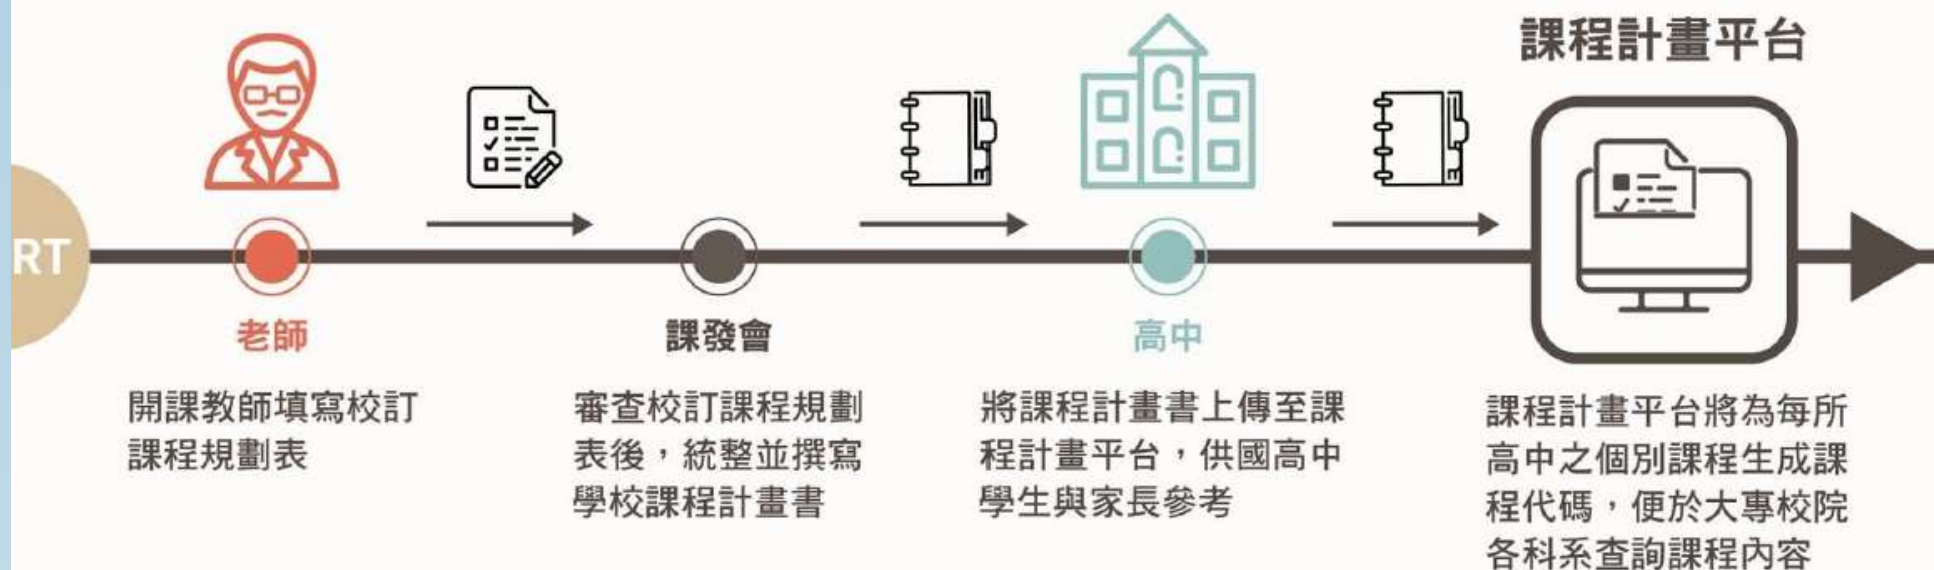 課程計畫平台
RT
老師
開課教師填寫校訂
課程規劃表
課發會
審查校訂課程規劃
表後，統整並撰寫
學校課程計畫書
高中
將課程計畫書上傳至課
程計畫平台，供國高中
學生與家長參考
課程計畫平台將為每所
高中之個別課程生成課
程代碼，便於大專校院
各科系查詢課程內容